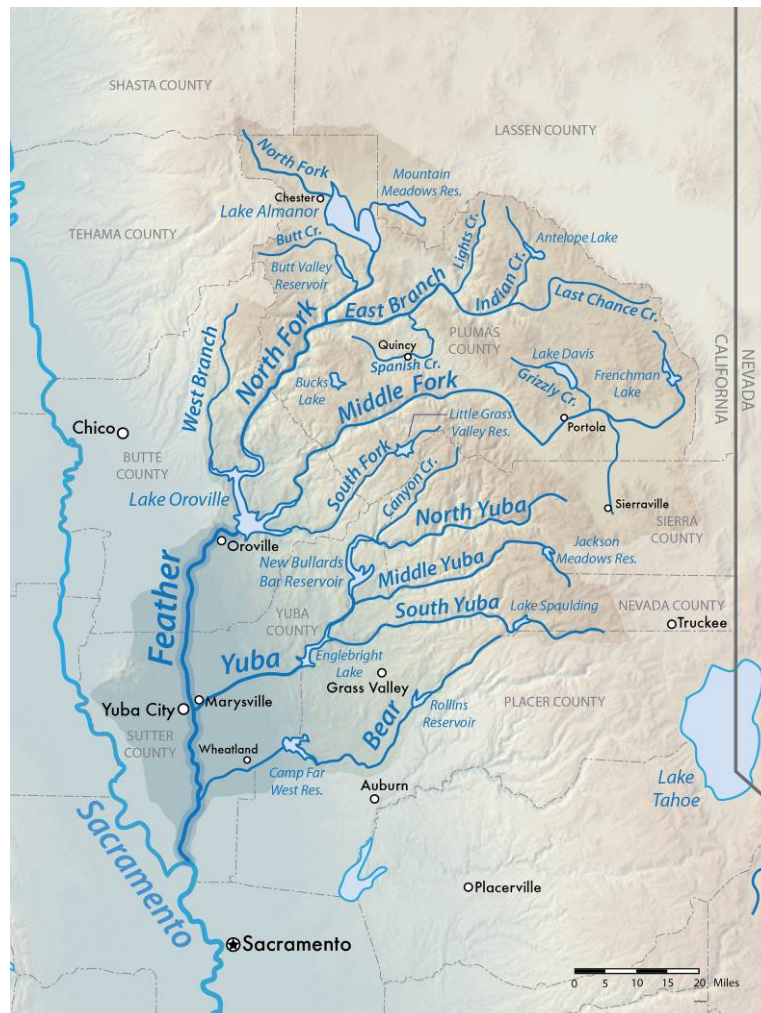 SHASTA COUNTY
LASSEN COUNTY
North Fork
Mountain
Meadows Res.
Chester
Lake Almanor
TEHAMA COUNTY
Butt Cr.
Lights Cr.
Antelope Lake
Butt Valley
Reservoir
Indian Cr.
Last Chance Cr.
East Branch
North Fork
West Branch
PLUMAS
COUNTY
Quincy
Spanish Cr.
Lake Davis
Grizzly Cr.
Frenchman
Lake
CALIFORNIA
NEVADA
Bucks
Lake
Middle Fork
Portola
Little Grass
Valley Res.
Chico
BUTTE
COUNTY
South Fork
Canyon Cr.
Lake Oroville
North Yuba
Sierraville
SIERRA
COUNTY
Oroville
New Bullards
Bar Reservoir
Middle Yuba
Jackson
Meadows Res.
Feather
South Yuba
Lake Spaulding
NEVADA COUNTY
Truckee
YUBA
COUNTY
Yuba
Englebright
Lake
Grass Valley
PLACER COUNTY
Marysville
Yuba City
Bear
Rollins
Reservoir
SUTTER
COUNTY
Wheatland
Camp Far
West Res.
Auburn
Lake
Tahoe
Sacramento
Placerville
Sacramento
0 5 10 15 20 Miles